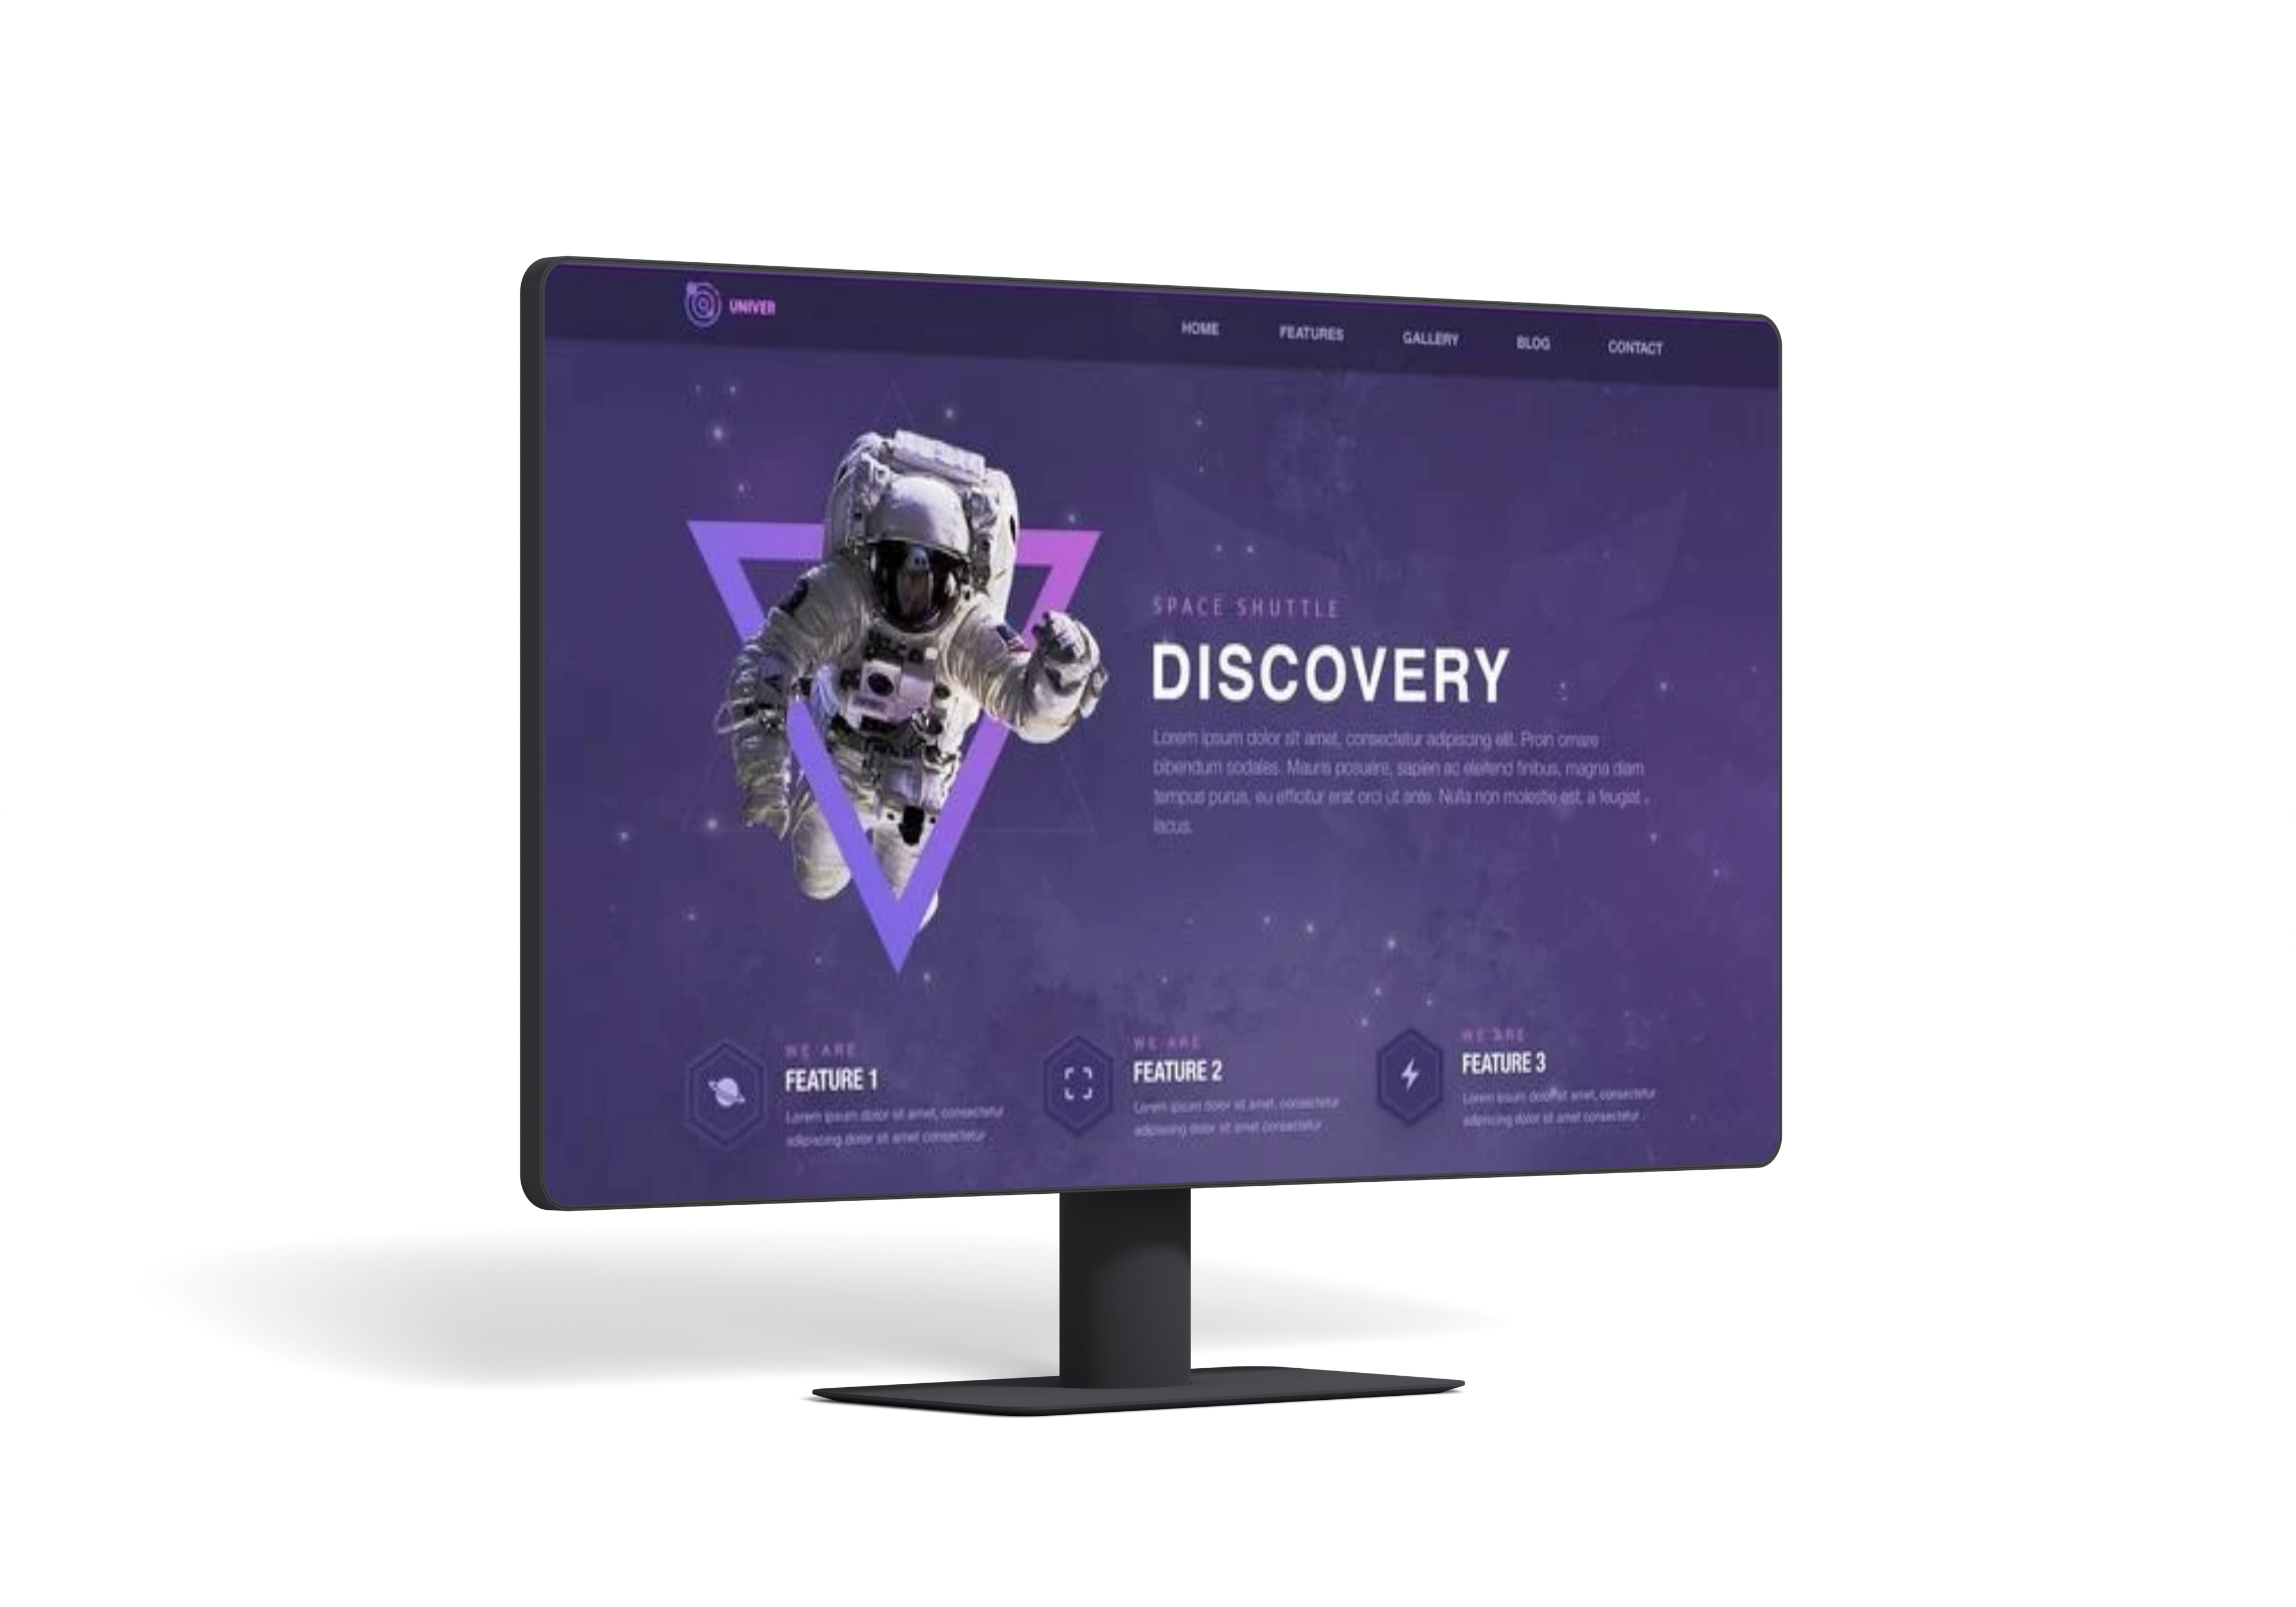 UNIVER
HOME FEATURES GALLERY BLOG CONTACT
SPACE SHUTTLE
DISCOVERY
Lorem ipsum dolor sit amet, consectetur adipiscing elit. Proin ornare
bibendum sodales. Mauris posuere, sapien ac eleifend finibus, magna diam
tempus purus, eu efficitur erat orci ut ante. Nulla non molestie est, a feugiat
lacus.
WE ARE
FEATURE 1
Lorem ipsum dolor sit amet, consectetur
adipiscing dolor sit amet consectetur
WE ARE
FEATURE 2
Lorem ipsum dolor sit amet, consectetur
adipiscing dolor sit amet consectetur
WE ARE
FEATURE 3
Lorem ipsum dolor sit amet, consectetur
adipiscing dolor sit amet consectetur